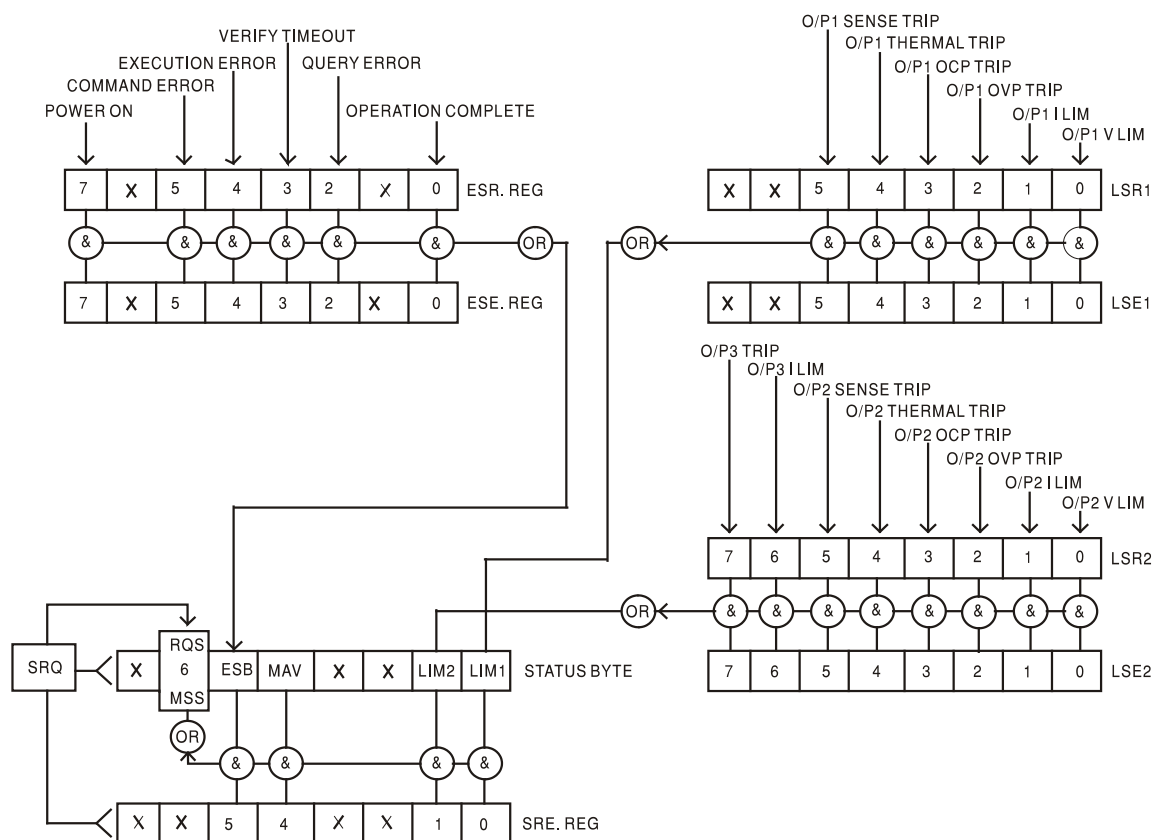 VERIFY TIMEOUT
EXECUTION ERROR
QUERY ERROR
COMMAND ERROR
POWER ON
OPERATION COMPLETE
7 X 5 4 3 2 X 0 ESR. REG
& & & & & & OR
7 X 5 4 3 2 X 0 ESE. REG
O/P1 SENSE TRIP
O/P1 THERMAL TRIP
O/P1 OCP TRIP
O/P1 OVP TRIP
O/P1 I LIM
O/P1 V LIM
X X 5 4 3 2 1 0 LSR1
OR & & & & & &
X X 5 4 3 2 1 0 LSE1
O/P3 TRIP
O/P3 I LIM
O/P2 SENSE TRIP
O/P2 THERMAL TRIP
O/P2 OCP TRIP
O/P2 OVP TRIP
O/P2 I LIM
O/P2 V LIM
7 6 5 4 3 2 1 0 LSR2
OR & & & & & & & &
7 6 5 4 3 2 1 0 LSE2
RQS
SRQ X 6 ESB MAV X X LIM2 LIM1 STATUS BYTE
MSS
OR
& & & &
X X 5 4 X X 1 0 SRE. REG